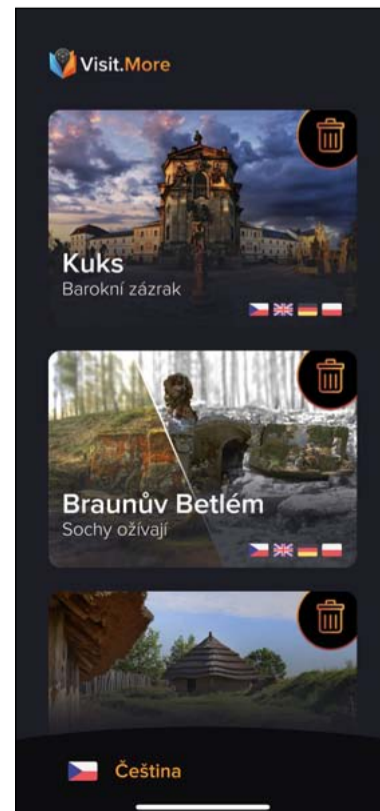 Visit.More
Kuks
Barokní zázrak
Braunův Betlém
Sochy ožívají
Čeština